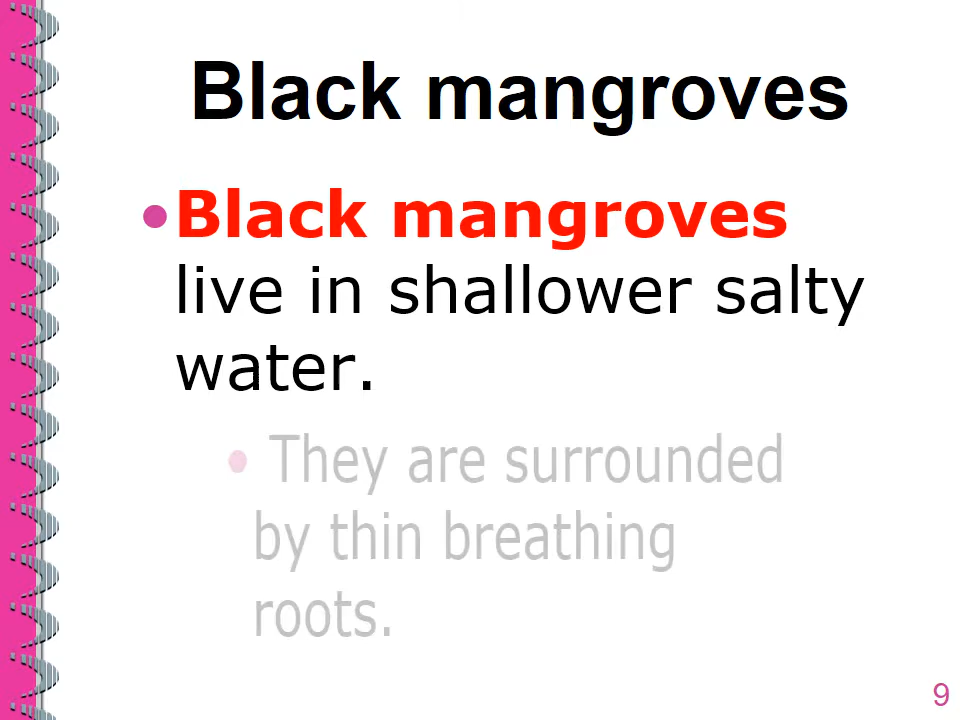 Black mangroves
•Black mangroves
live in shallower salty
water.
• They are surrounded
by thin breathing
roots.
9